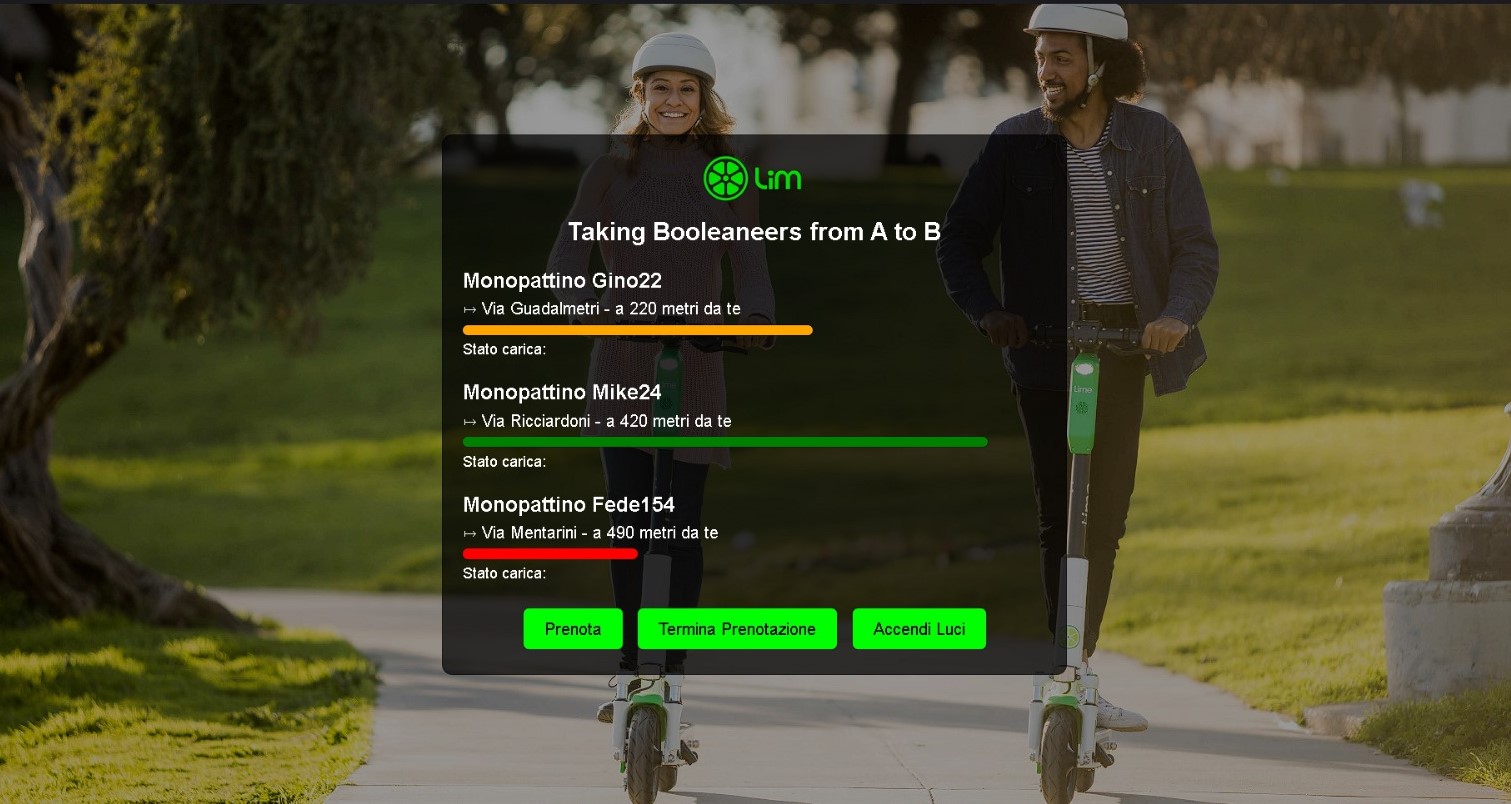 Lim
Taking Booleaneers from A to B
Monopattino Gino22
↦ Via Guadalmetri - a 220 metri da te
Stato carica:
Monopattino Mike24
↦ Via Ricciardoni - a 420 metri da te
Stato carica:
Monopattino Fede154
↦ Via Mentarini - a 490 metri da te
Stato carica:
Prenota Termina Prenotazione Accendi Luci
Lime